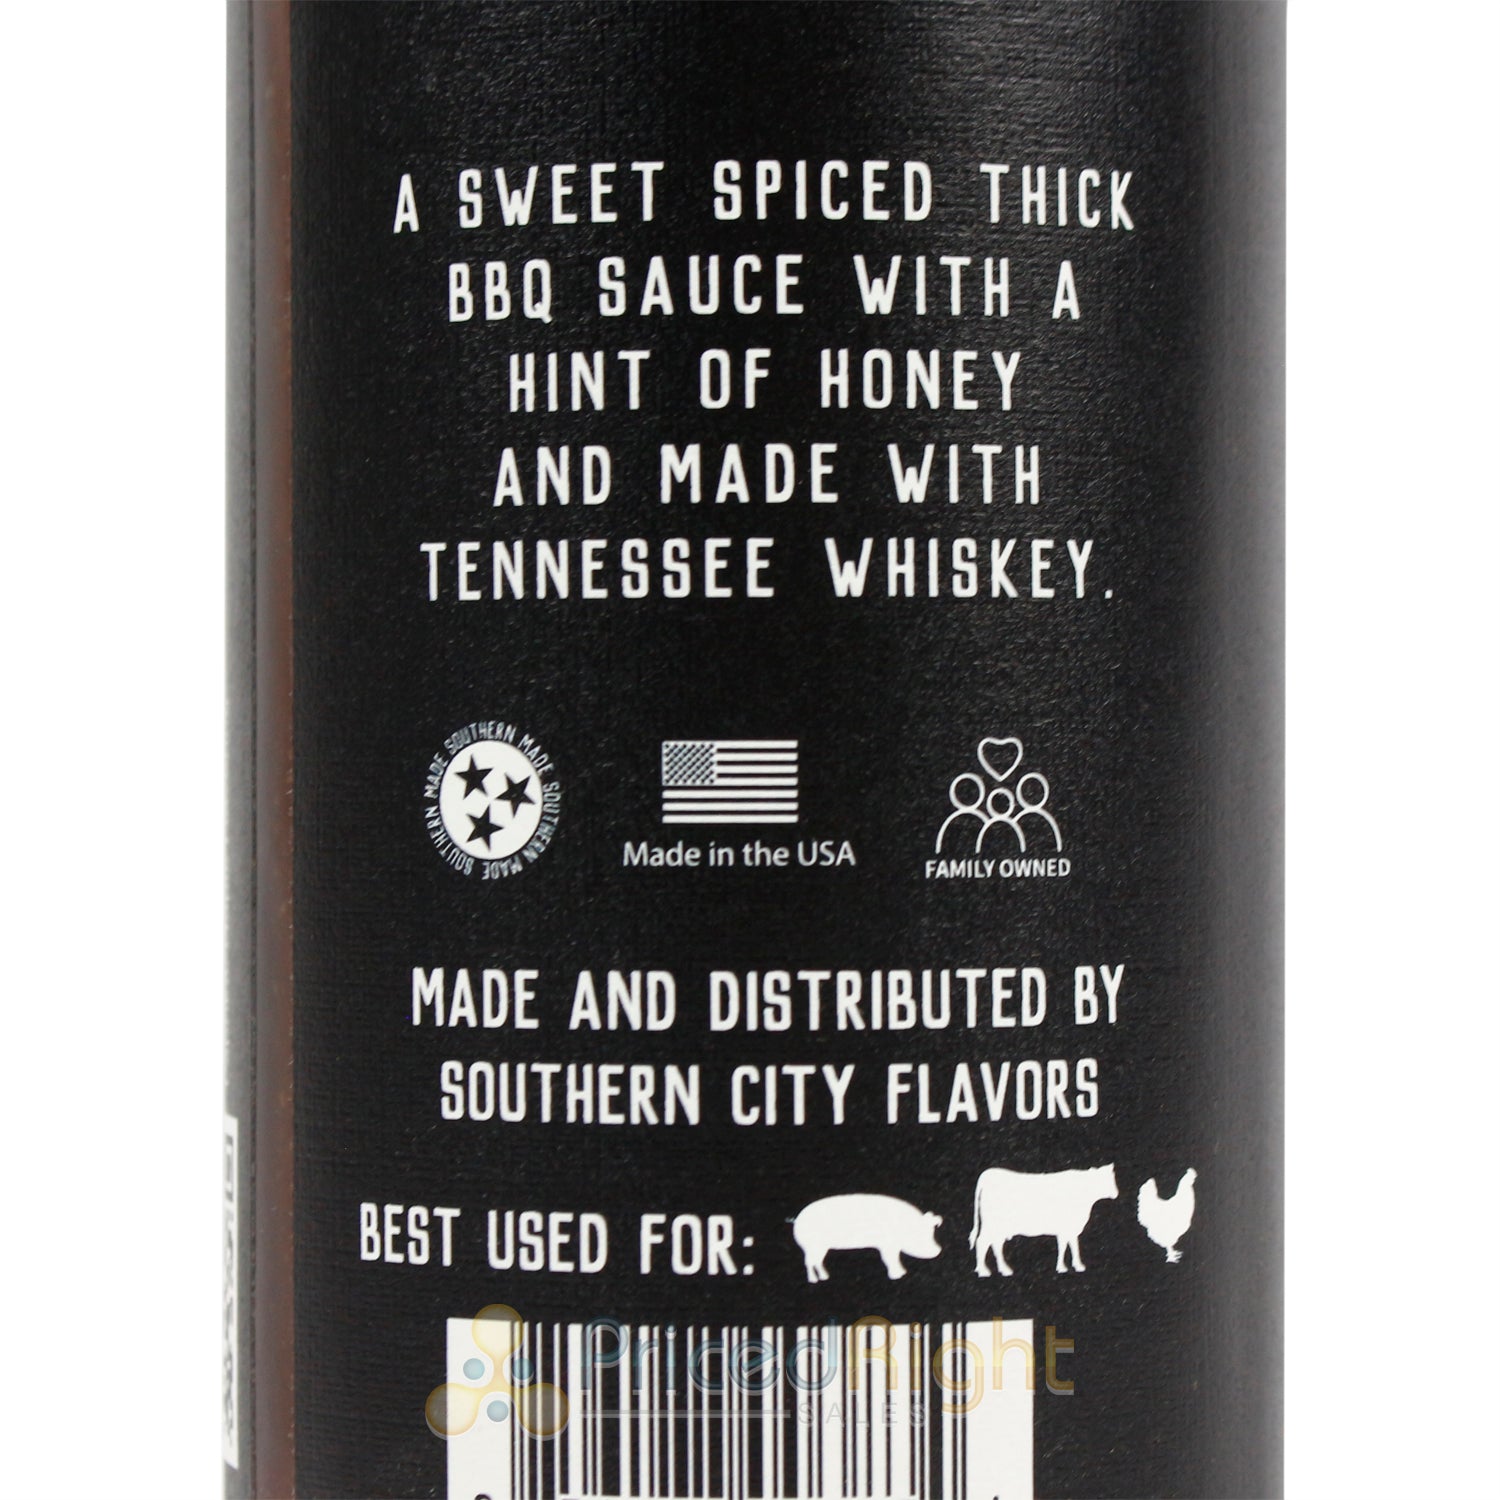 A SWEET SPICED THICK
BBQ SAUCE WITH A
HINT OF HONEY
AND MADE WITH
TENNESSEE WHISKEY.
SOUTHERN MADE SOUTHERN MADE SOUTHERN MADE
Made in the USA
FAMILY OWNED
MADE AND DISTRIBUTED BY
SOUTHERN CITY FLAVORS
BEST USED FOR:
PricedRight
SALES